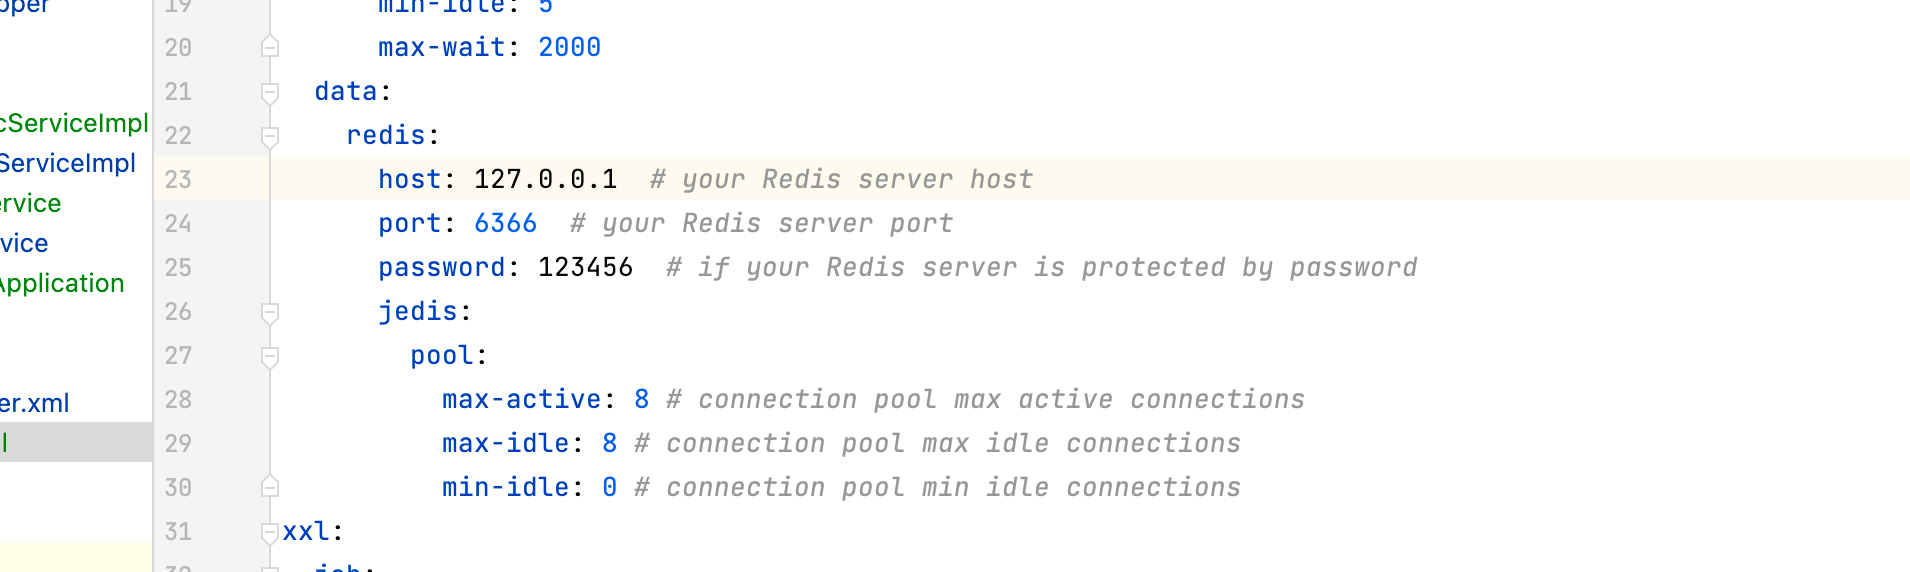 pper
cServiceImpl
ServiceImpl
ervice
vice
Application
er.xml
l
19 min-idle: 5
20 max-wait: 2000
21 data:
22 redis:
23 host: 127.0.0.1 # your Redis server host
24 port: 6366 # your Redis server port
25 password: 123456 # if your Redis server is protected by password
26 jedis:
27 pool:
28 max-active: 8 # connection pool max active connections
29 max-idle: 8 # connection pool max idle connections
30 min-idle: 0 # connection pool min idle connections
31 xxl:
32 job: